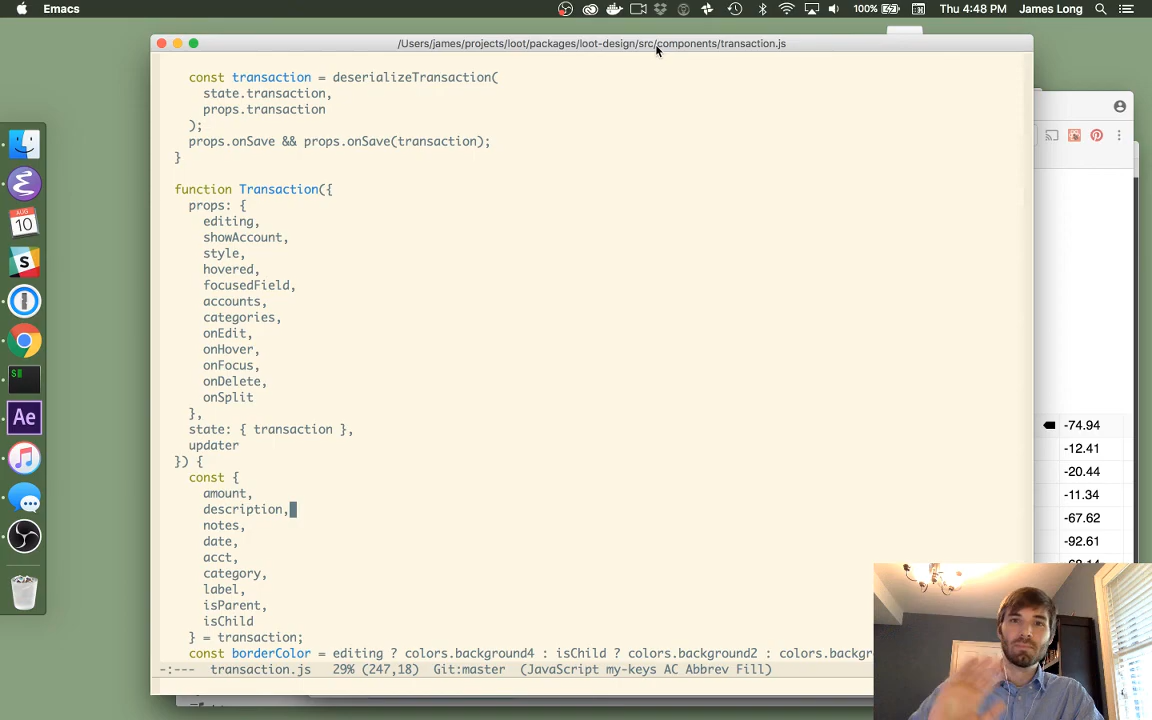 Emacs
100%
Thu 4:48 PM
James Long
/Users/james/projects/loot/packages/loot-design/src/components/transaction.js
const transaction = deserializeTransaction(
state.transaction,
props.transaction
);
props.onSave && props.onSave(transaction);
}
function Transaction({
props: {
editing,
showAccount,
style,
hovered,
focusedField,
accounts,
categories,
onEdit,
onHover,
onFocus,
onDelete,
onSplit
},
state: { transaction },
updater
}) {
const {
amount,
description,
notes,
date,
acct,
category,
label,
isParent,
isChild
} = transaction;
const borderColor = editing ? colors.background4 : isChild ? colors.background2 : colors.backgr
-:--- transaction.js 29% (247,18) Git:master (JavaScript my-keys AC Abbrev Fill)
AUG
10
$
Ae
-74.94
-12.41
-20.44
-11.34
-67.62
-92.61